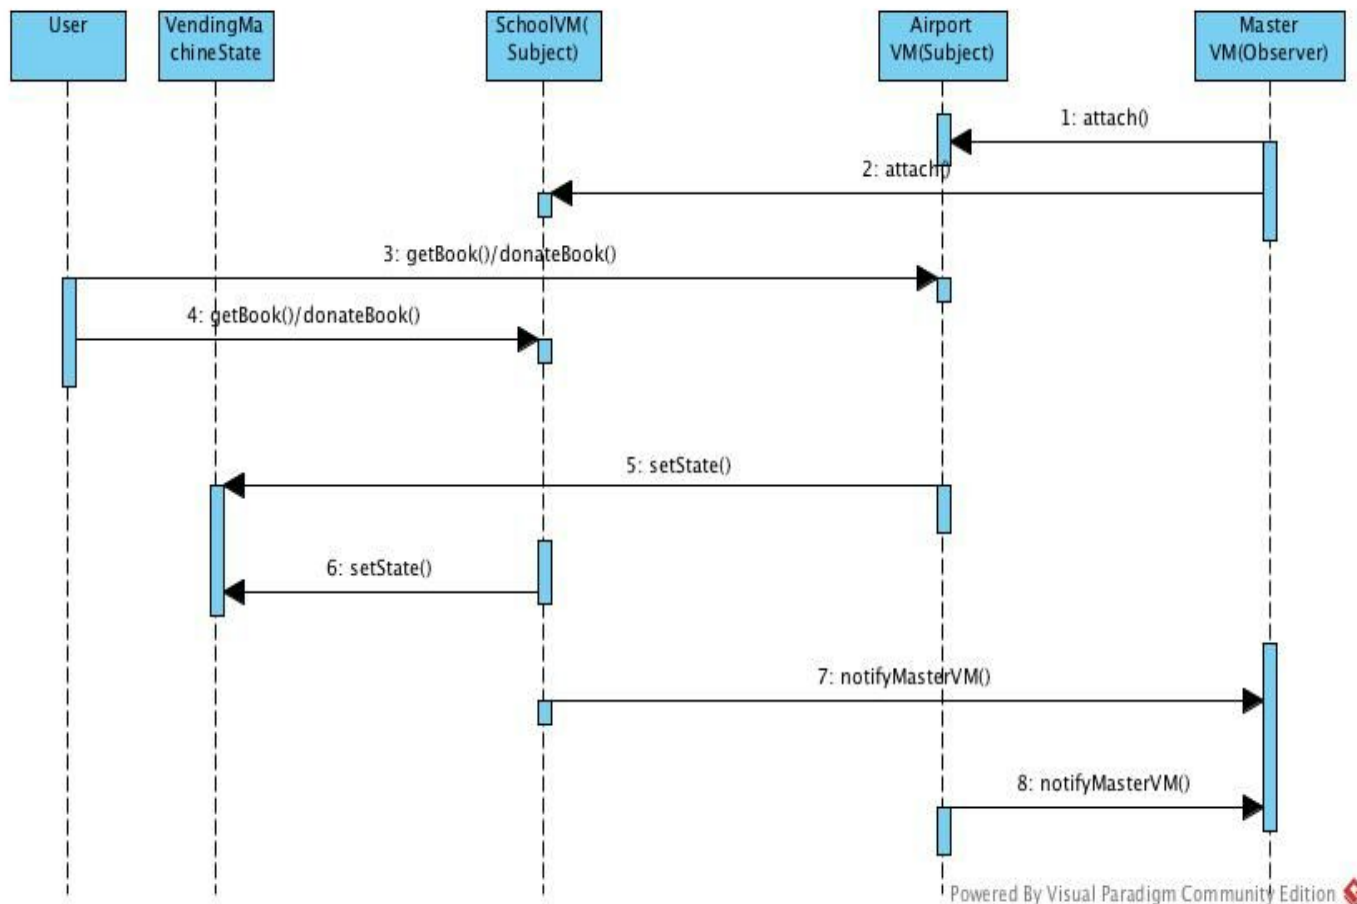 User
VendingMa
chineState
SchoolVM(
Subject)
Airport
VM(Subject)
Master
VM(Observer)
1: attach()
2: attach()
3: getBook()/donateBook()
4: getBook()/donateBook()
5: setState()
6: setState()
7: notifyMasterVM()
8: notifyMasterVM()
Powered By Visual Paradigm Community Edition